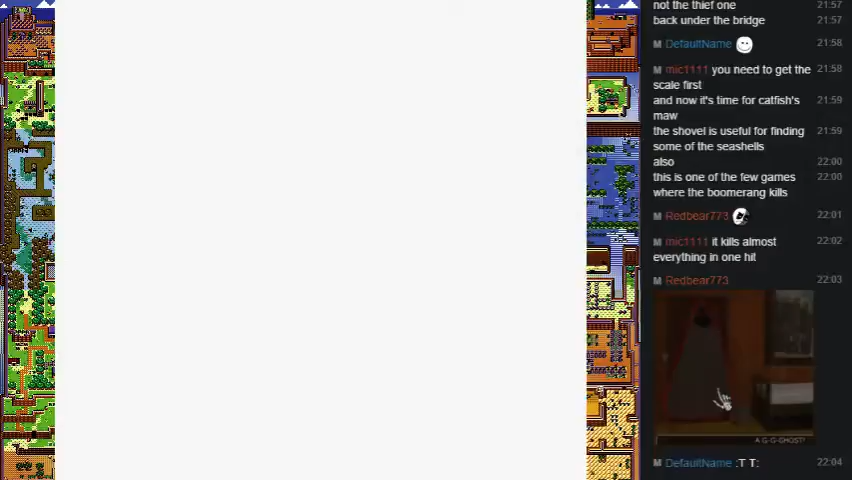 not the thief one 21:57
back under the bridge 21:57
M DefaultName 21:58
M mic1111 you need to get the 21:58
scale first
and now it's time for catfish's 21:59
maw
the shovel is useful for finding 21:59
some of the seashells
also 22:00
this is one of the few games 22:00
where the boomerang kills
M Redbear773 22:01
M mic1111 it kills almost 22:02
everything in one hit
M Redbear773 22:03
A G-G-GHOST!
M DefaultName :T T: 22:04